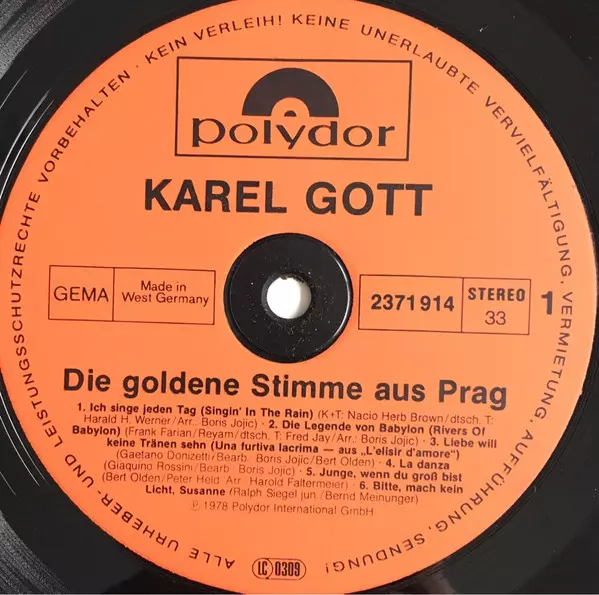 ALLE URHEBER- UND LEISTUNGSSCHUTZRECHTE VORBEHALTEN · KEIN VERLEIH! KEINE UNERLAUBTE VERVIELFÄLTIGUNG, VERMIETUNG, AUFFÜHRUNG, SENDUNG!
polydor
KAREL GOTT
GEMA
Made in
West Germany
2371 914
STEREO
33
1
Die goldene Stimme aus Prag
1. Ich singe jeden Tag (Singin' In The Rain) (K+T: Nacio Herb Brown/dtsch. T:
Harald H. Werner/Arr.: Boris Jojic) · 2. Die Legende von Babylon (Rivers Of
Babylon) (Frank Farian/Reyam/dtsch. T: Fred Jay/Arr.: Boris Jojic) · 3. Liebe will
keine Tränen sehn (Una furtiva lacrima — aus „L'elisir d'amore")
(Gaetano Donizetti/Bearb. Boris Jojic/Bert Olden) · 4. La danza
(Giaquino Rossini/Bearb. Boris Jojic) · 5. Junge, wenn du groß bist
(Bert Olden/Peter Held Arr. Harold Faltermeier) · 6. Bitte, mach kein
Licht, Susanne (Ralph Siegel jun./Bernd Meinunger)
℗ 1978 Polydor International GmbH
LC 0309